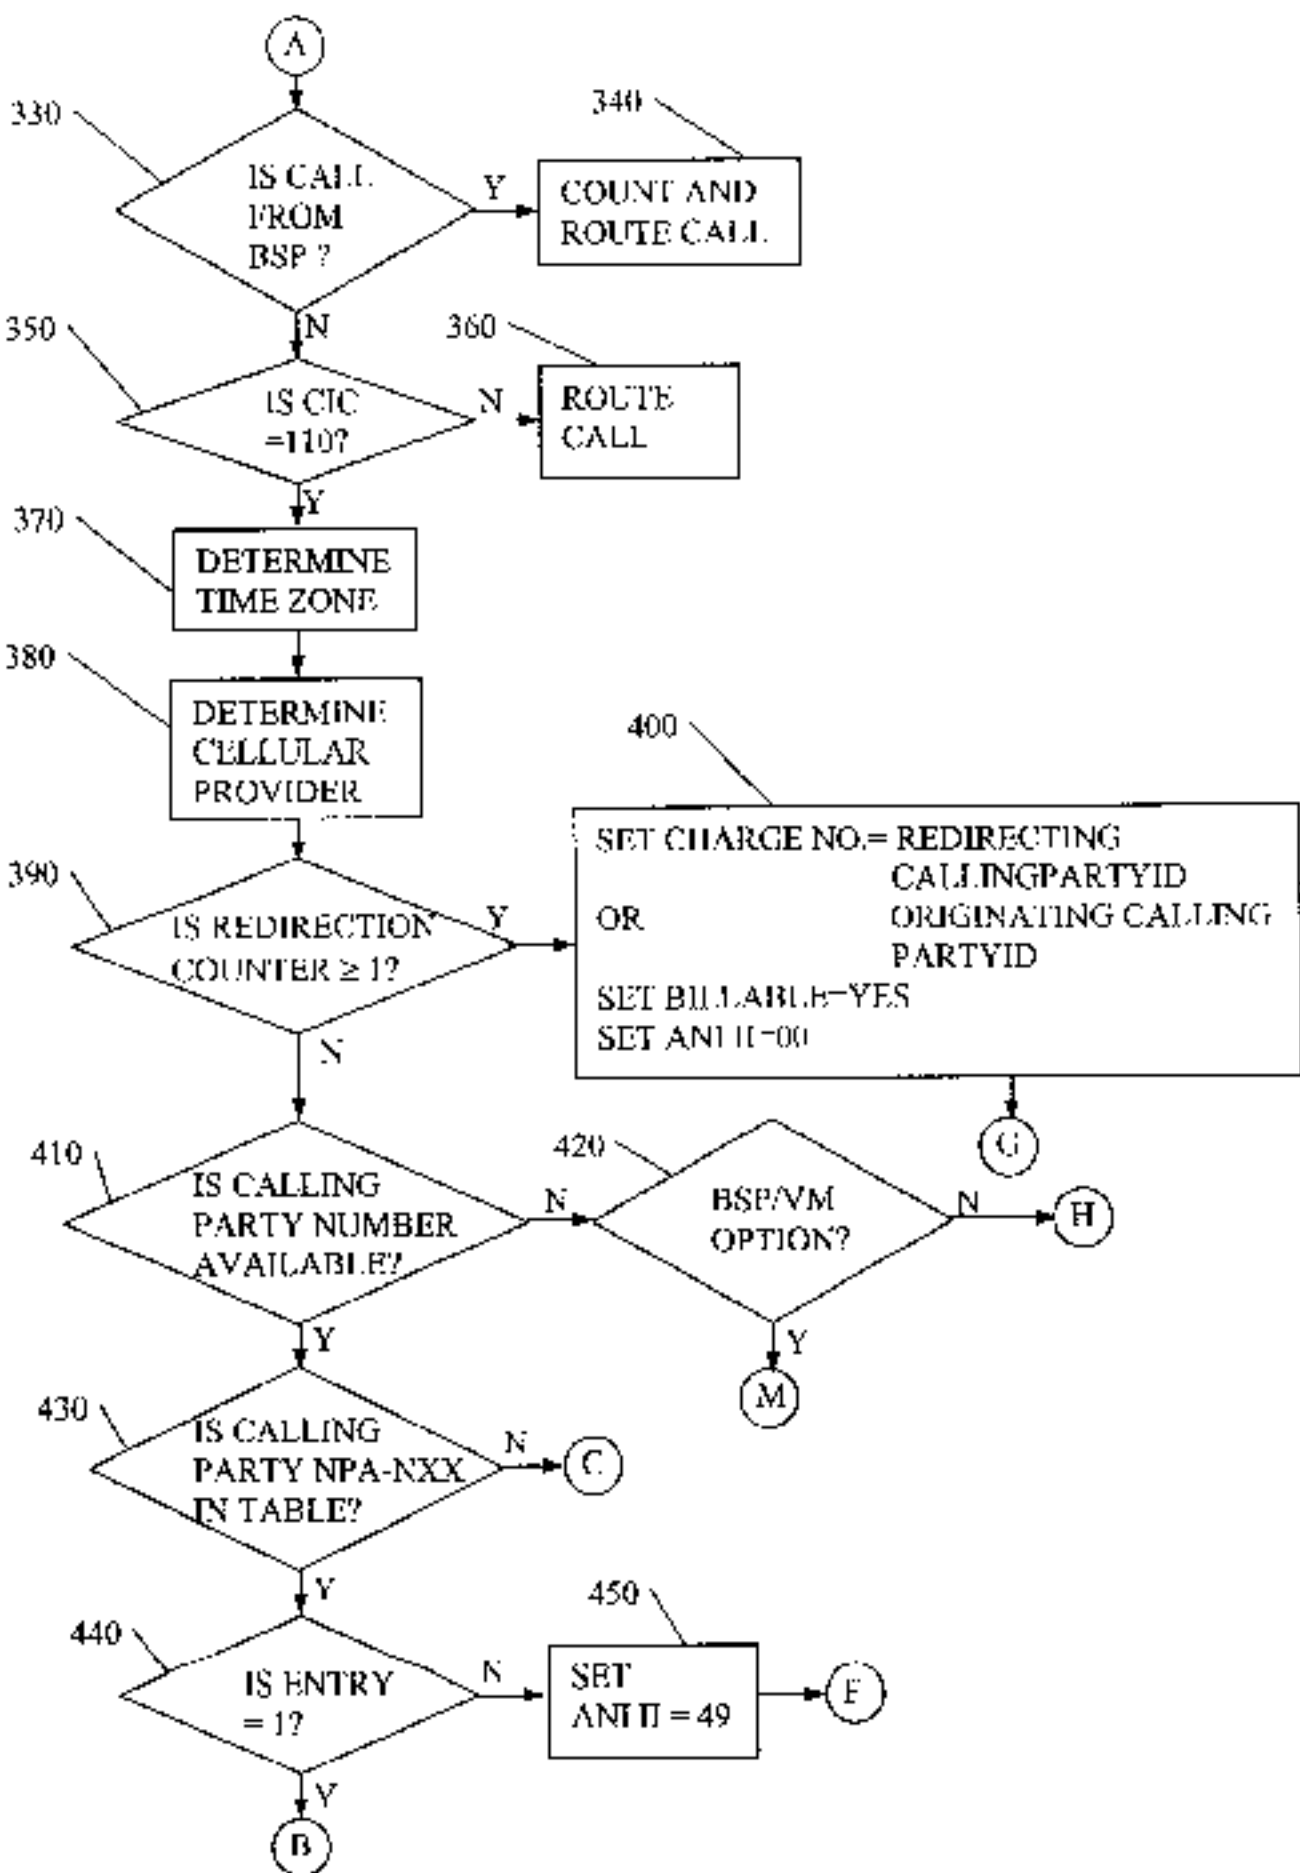 A
330
IS CALL
FROM
BSP ?
Y
340
COUNT AND
ROUTE CALL
N
350
IS CIC
=110?
N
360
ROUTE
CALL
Y
370
DETERMINE
TIME ZONE
380
DETERMINE
CELLULAR
PROVIDER
390
IS REDIRECTION
COUNTER ≥ 1?
Y
400
SET CHARGE NO.= REDIRECTING
CALLINGPARTYID
OR ORIGINATING CALLING
PARTYID
SET BILLABLE=YES
SET ANI II=00
G
N
410
IS CALLING
PARTY NUMBER
AVAILABLE?
N
420
BSP/VM
OPTION?
N
H
Y
M
Y
430
IS CALLING
PARTY NPA-NXX
IN TABLE?
N
C
Y
440
IS ENTRY
= 1?
N
450
SET
ANI II = 49
F
Y
B